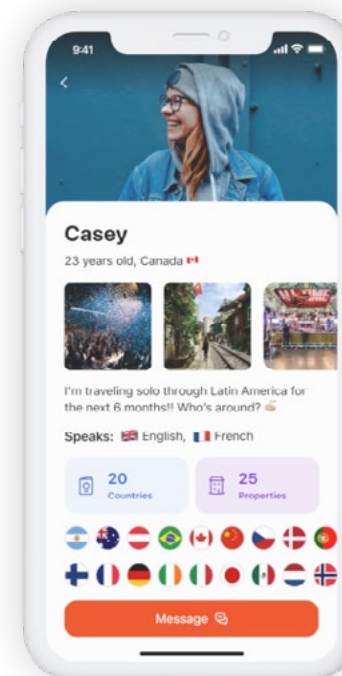 9:41
Casey
23 years old, Canada 🇨🇦
I'm traveling solo through Latin America for
the next 6 months!! Who's around?
Speaks: 🇬🇧 English, 🇫🇷 French
20
Countries
25
Properties
Message